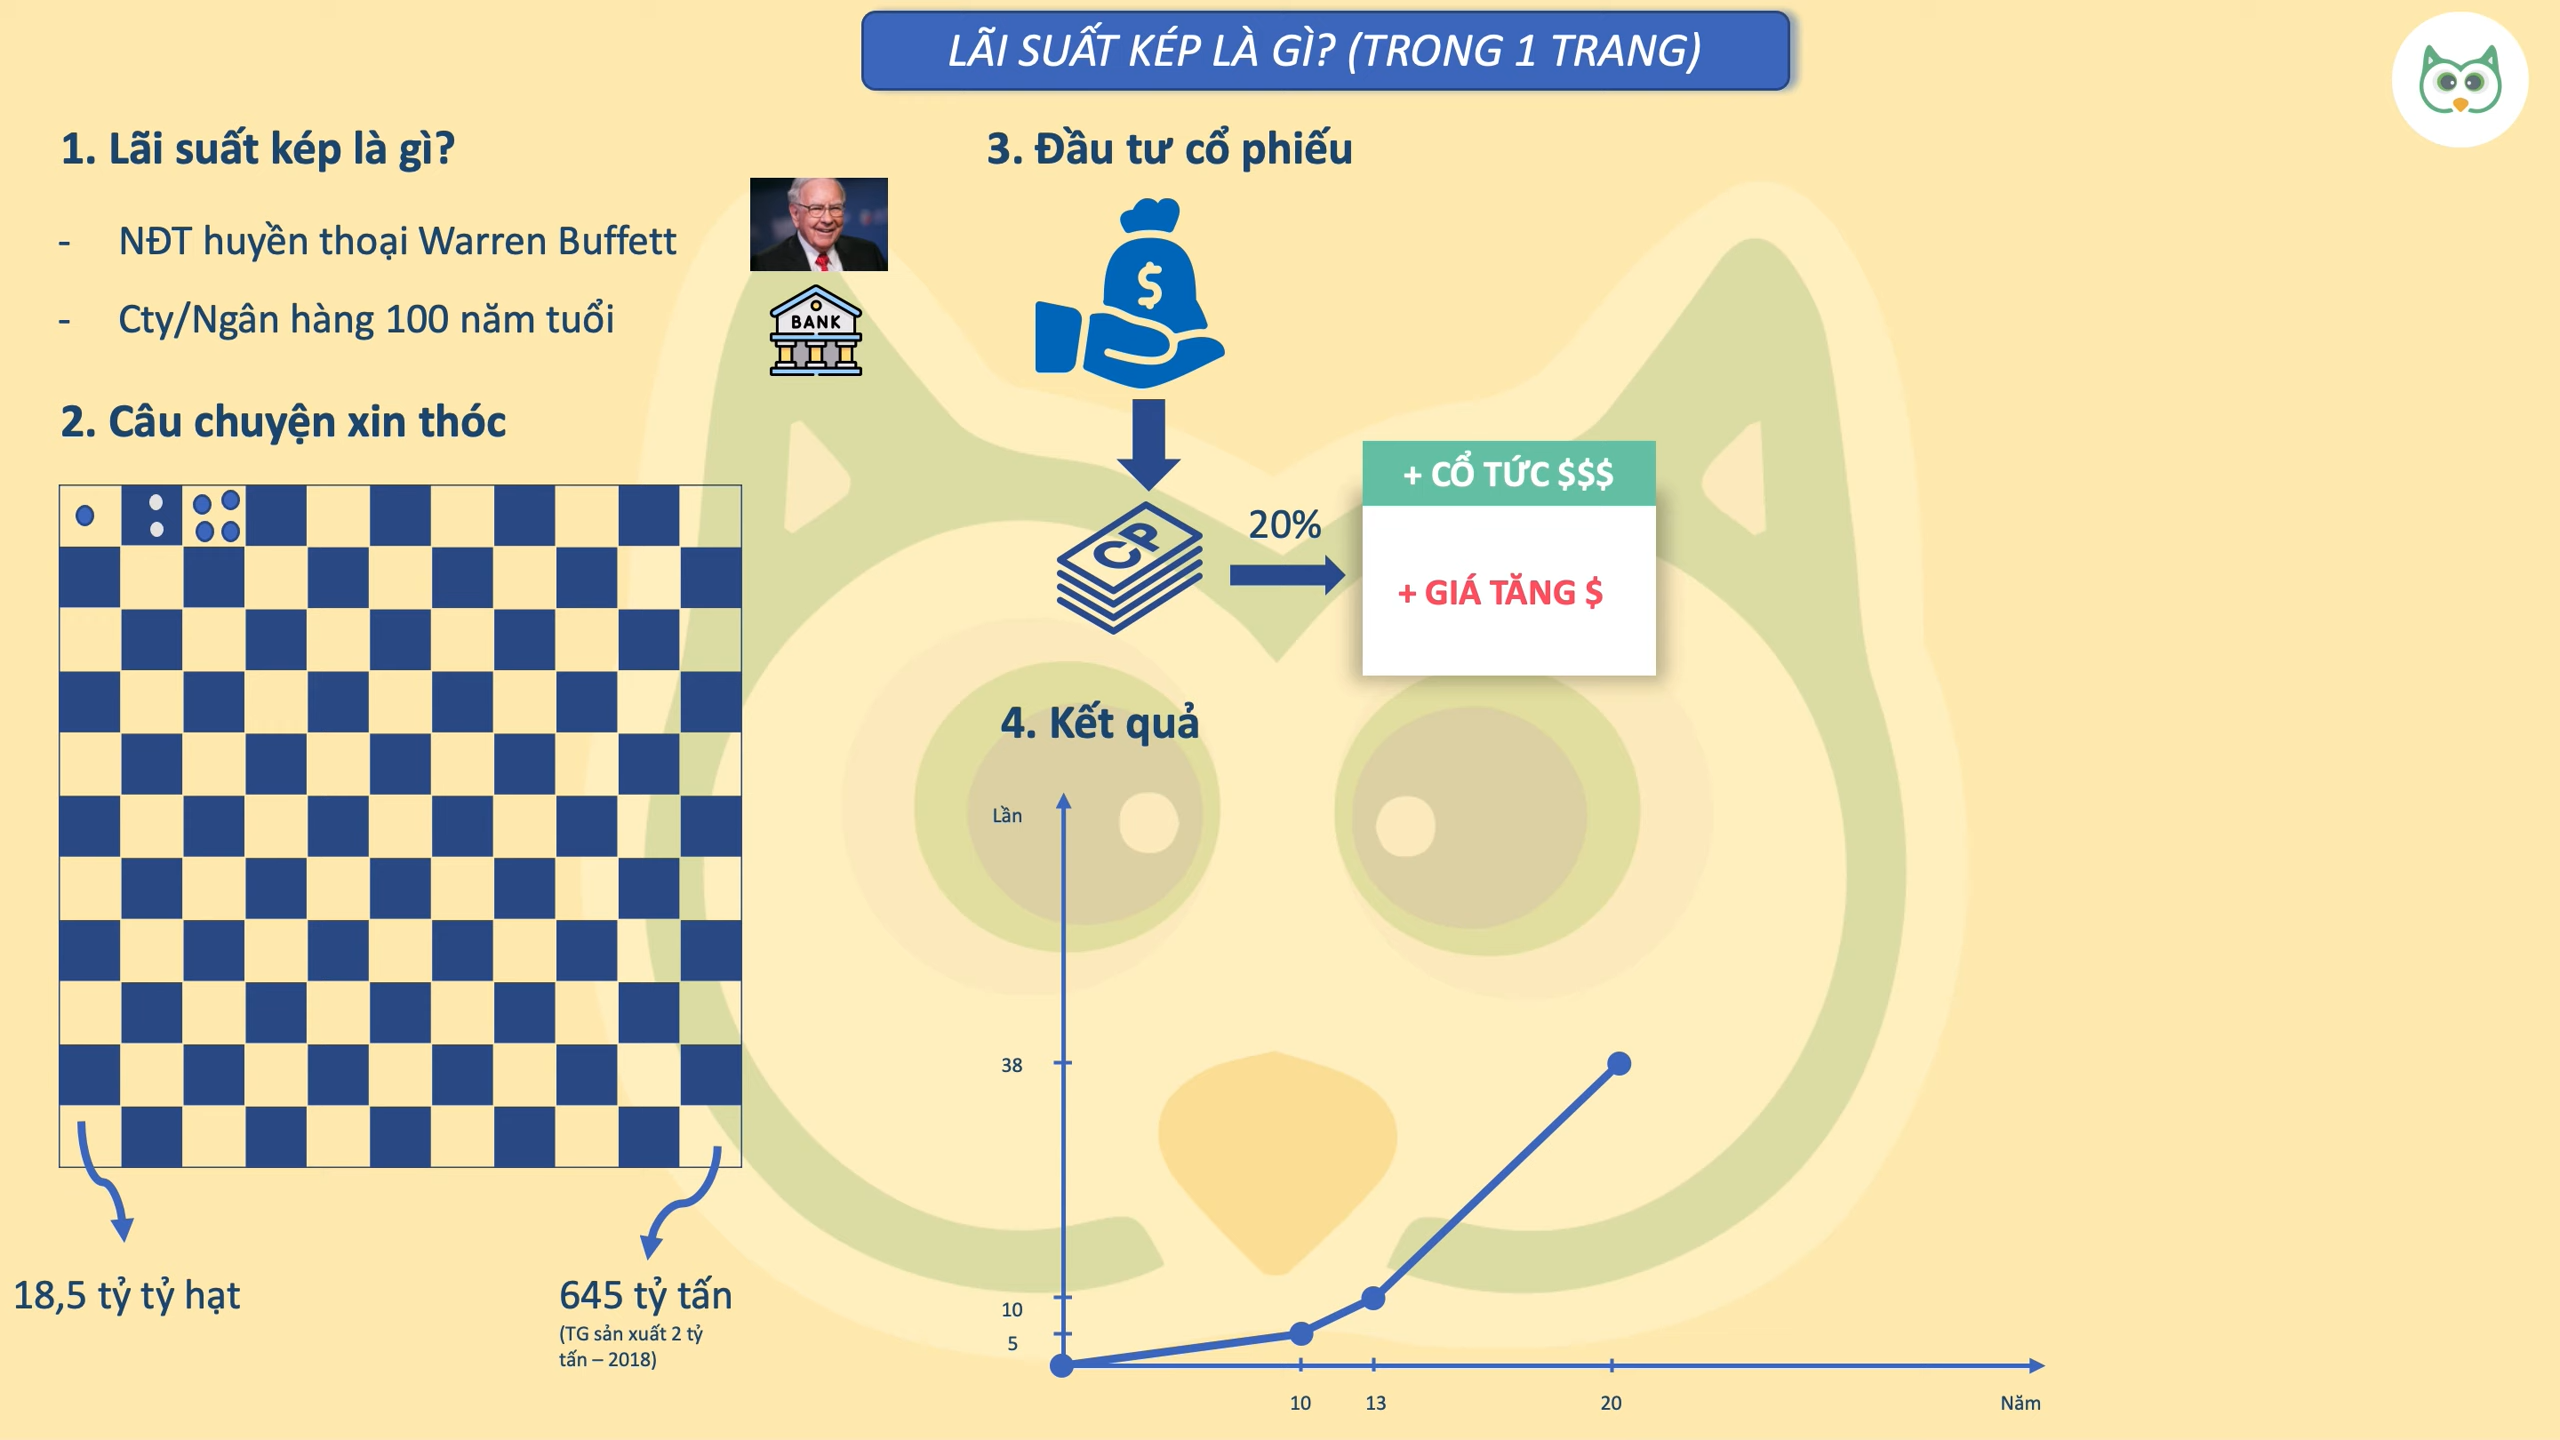 LÃI SUẤT KÉP LÀ GÌ? (TRONG 1 TRANG)
1. Lãi suất kép là gì?
- NĐT huyền thoại Warren Buffett
- Cty/Ngân hàng 100 năm tuổi
BANK
2. Câu chuyện xin thóc
18,5 tỷ tỷ hạt
645 tỷ tấn
(TG sản xuất 2 tỷ
tấn – 2018)
3. Đầu tư cổ phiếu
$
CP
20%
+ CỔ TỨC $$$
+ GIÁ TĂNG $
4. Kết quả
Lần
38
10
5
10
13
20
Năm